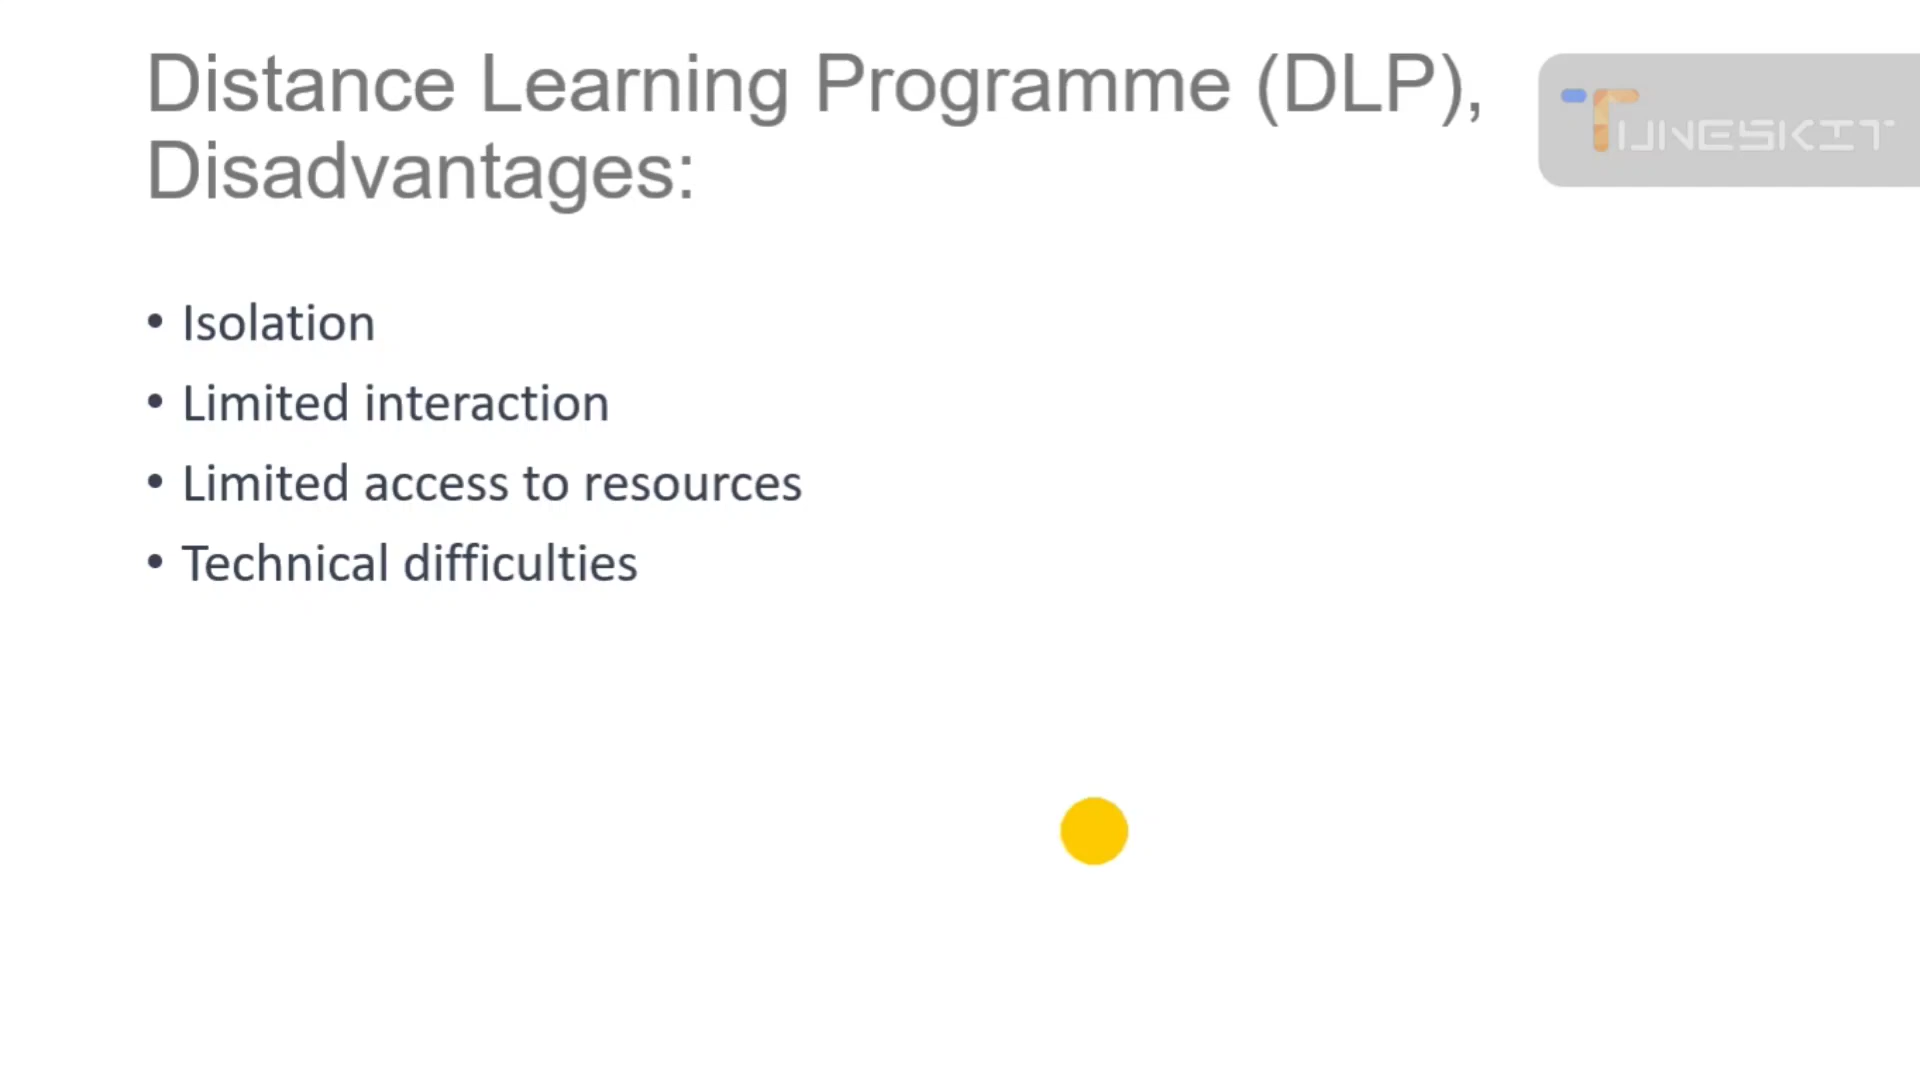 Distance Learning Programme (DLP),
Disadvantages:
TUNESKIT
• Isolation
• Limited interaction
• Limited access to resources
• Technical difficulties